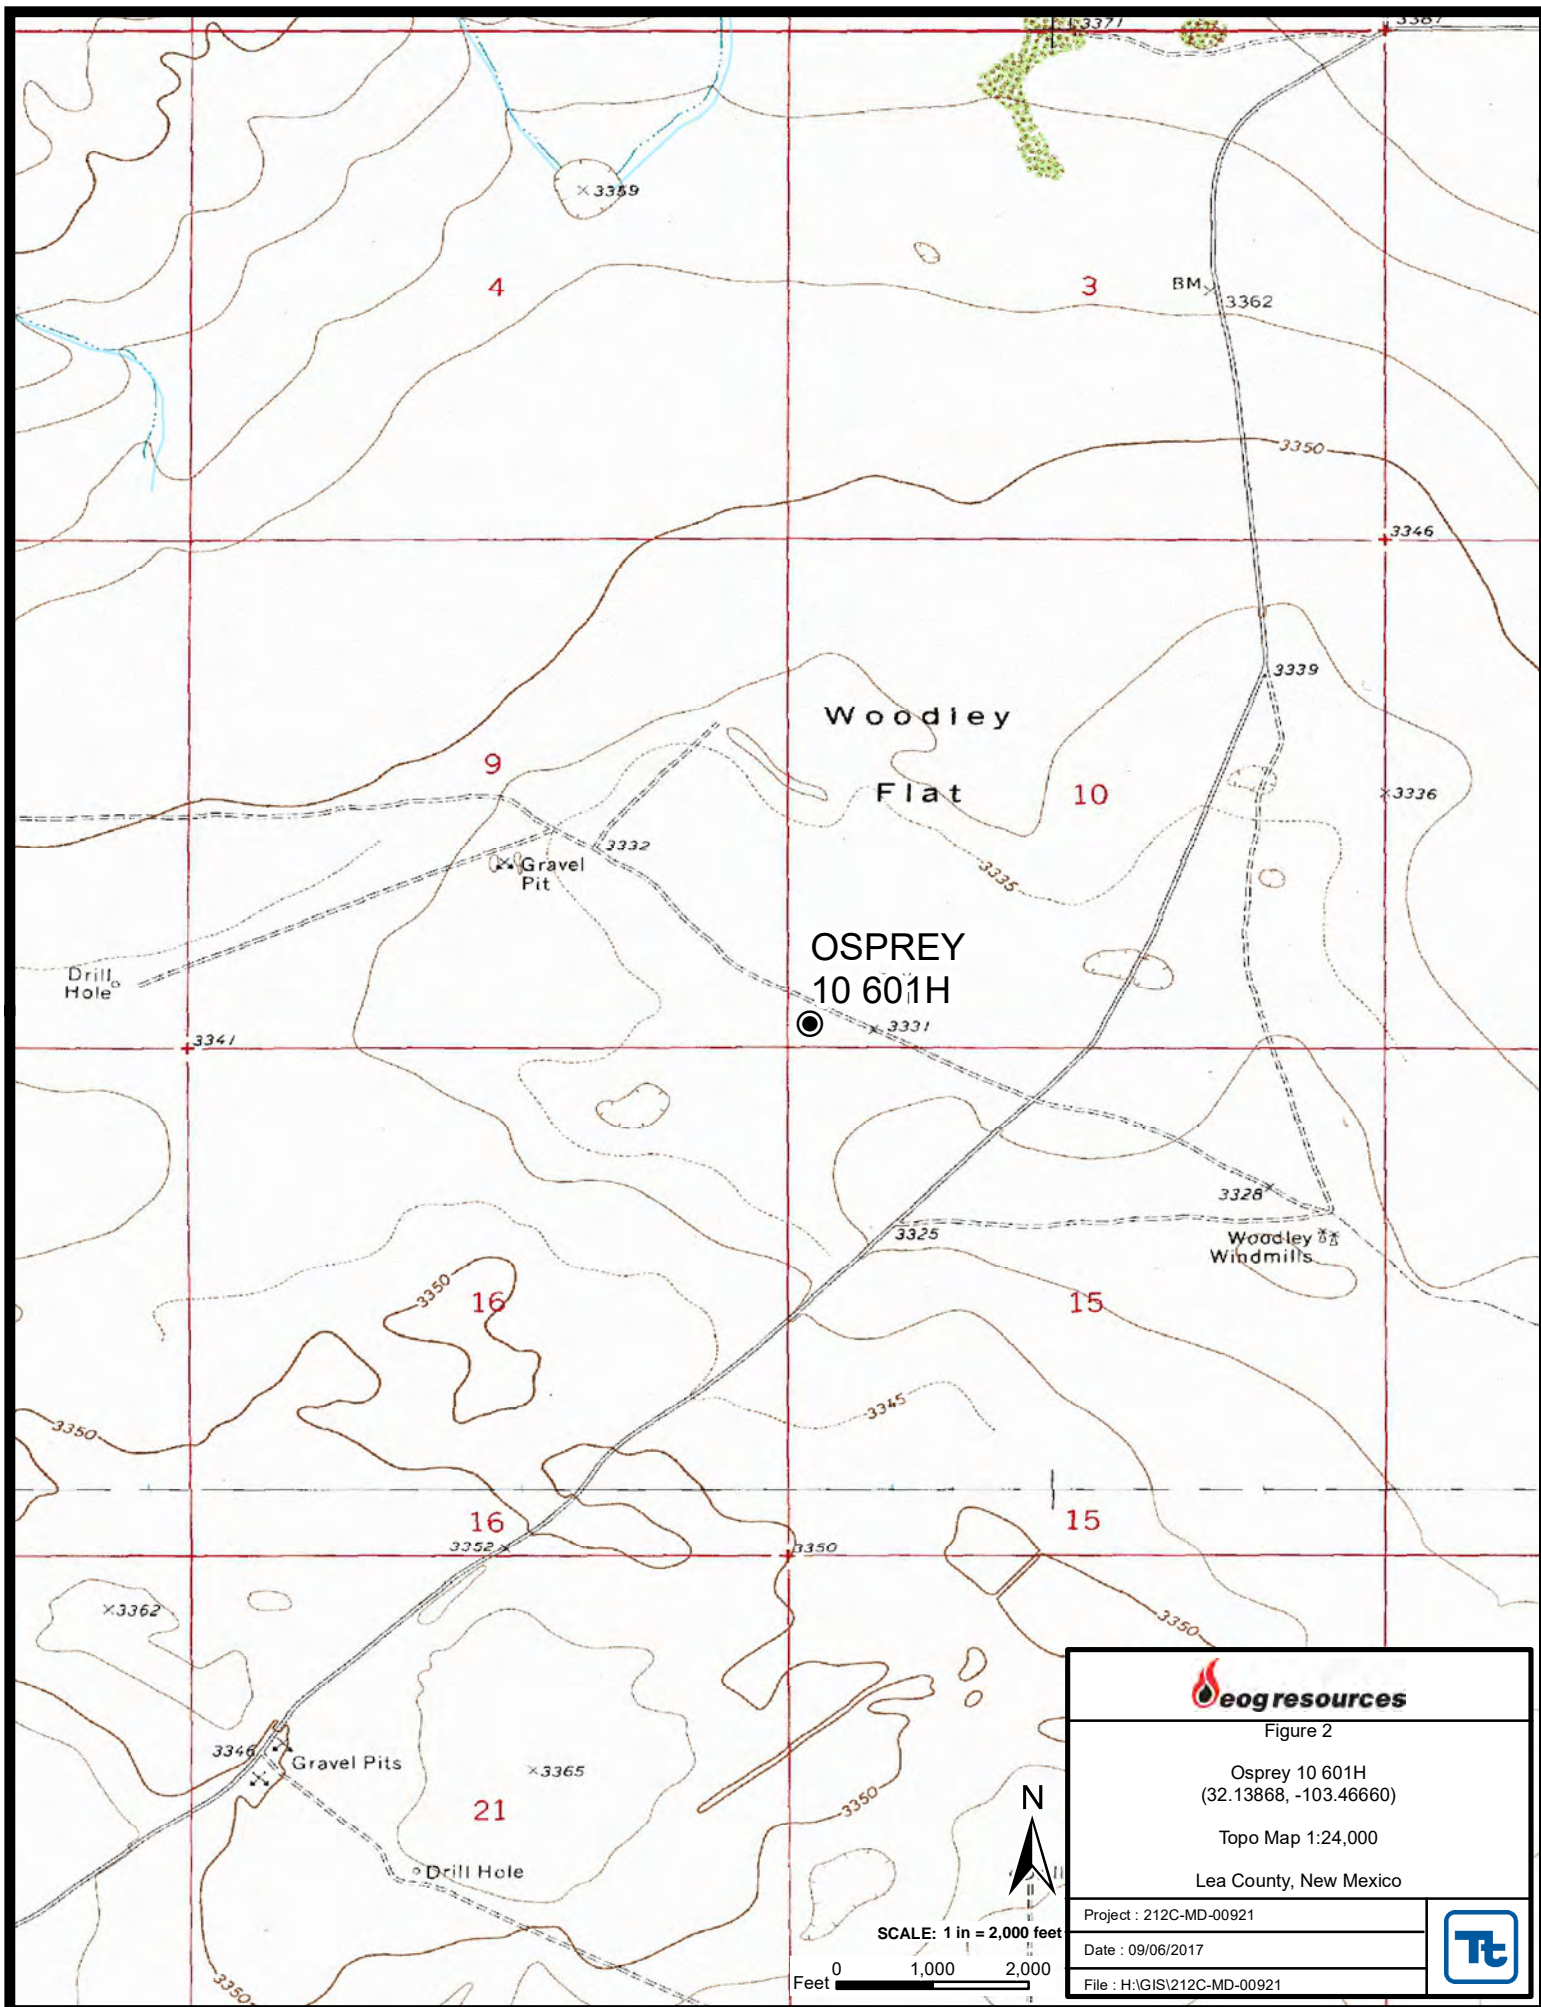 3371
3387
3359
4
3
BM
3362
3350
3346
3339
Woodley
Flat
9
10
3336
3332
Gravel
Pit
3335
OSPREY
10 601H
Drill
Hole
3331
3341
3328
3325
Woodley
Windmills
3350
16
15
3345
3350
16
15
3352
3350
3362
3350
3346
Gravel Pits
3365
21
3350
Drill Hole
3350
N
SCALE: 1 in = 2,000 feet
0 1,000 2,000
Feet
eog resources
Figure 2
Osprey 10 601H
(32.13868, -103.46660)
Topo Map 1:24,000
Lea County, New Mexico
Project : 212C-MD-00921
Date : 09/06/2017
File : H:\GIS\212C-MD-00921
Tt